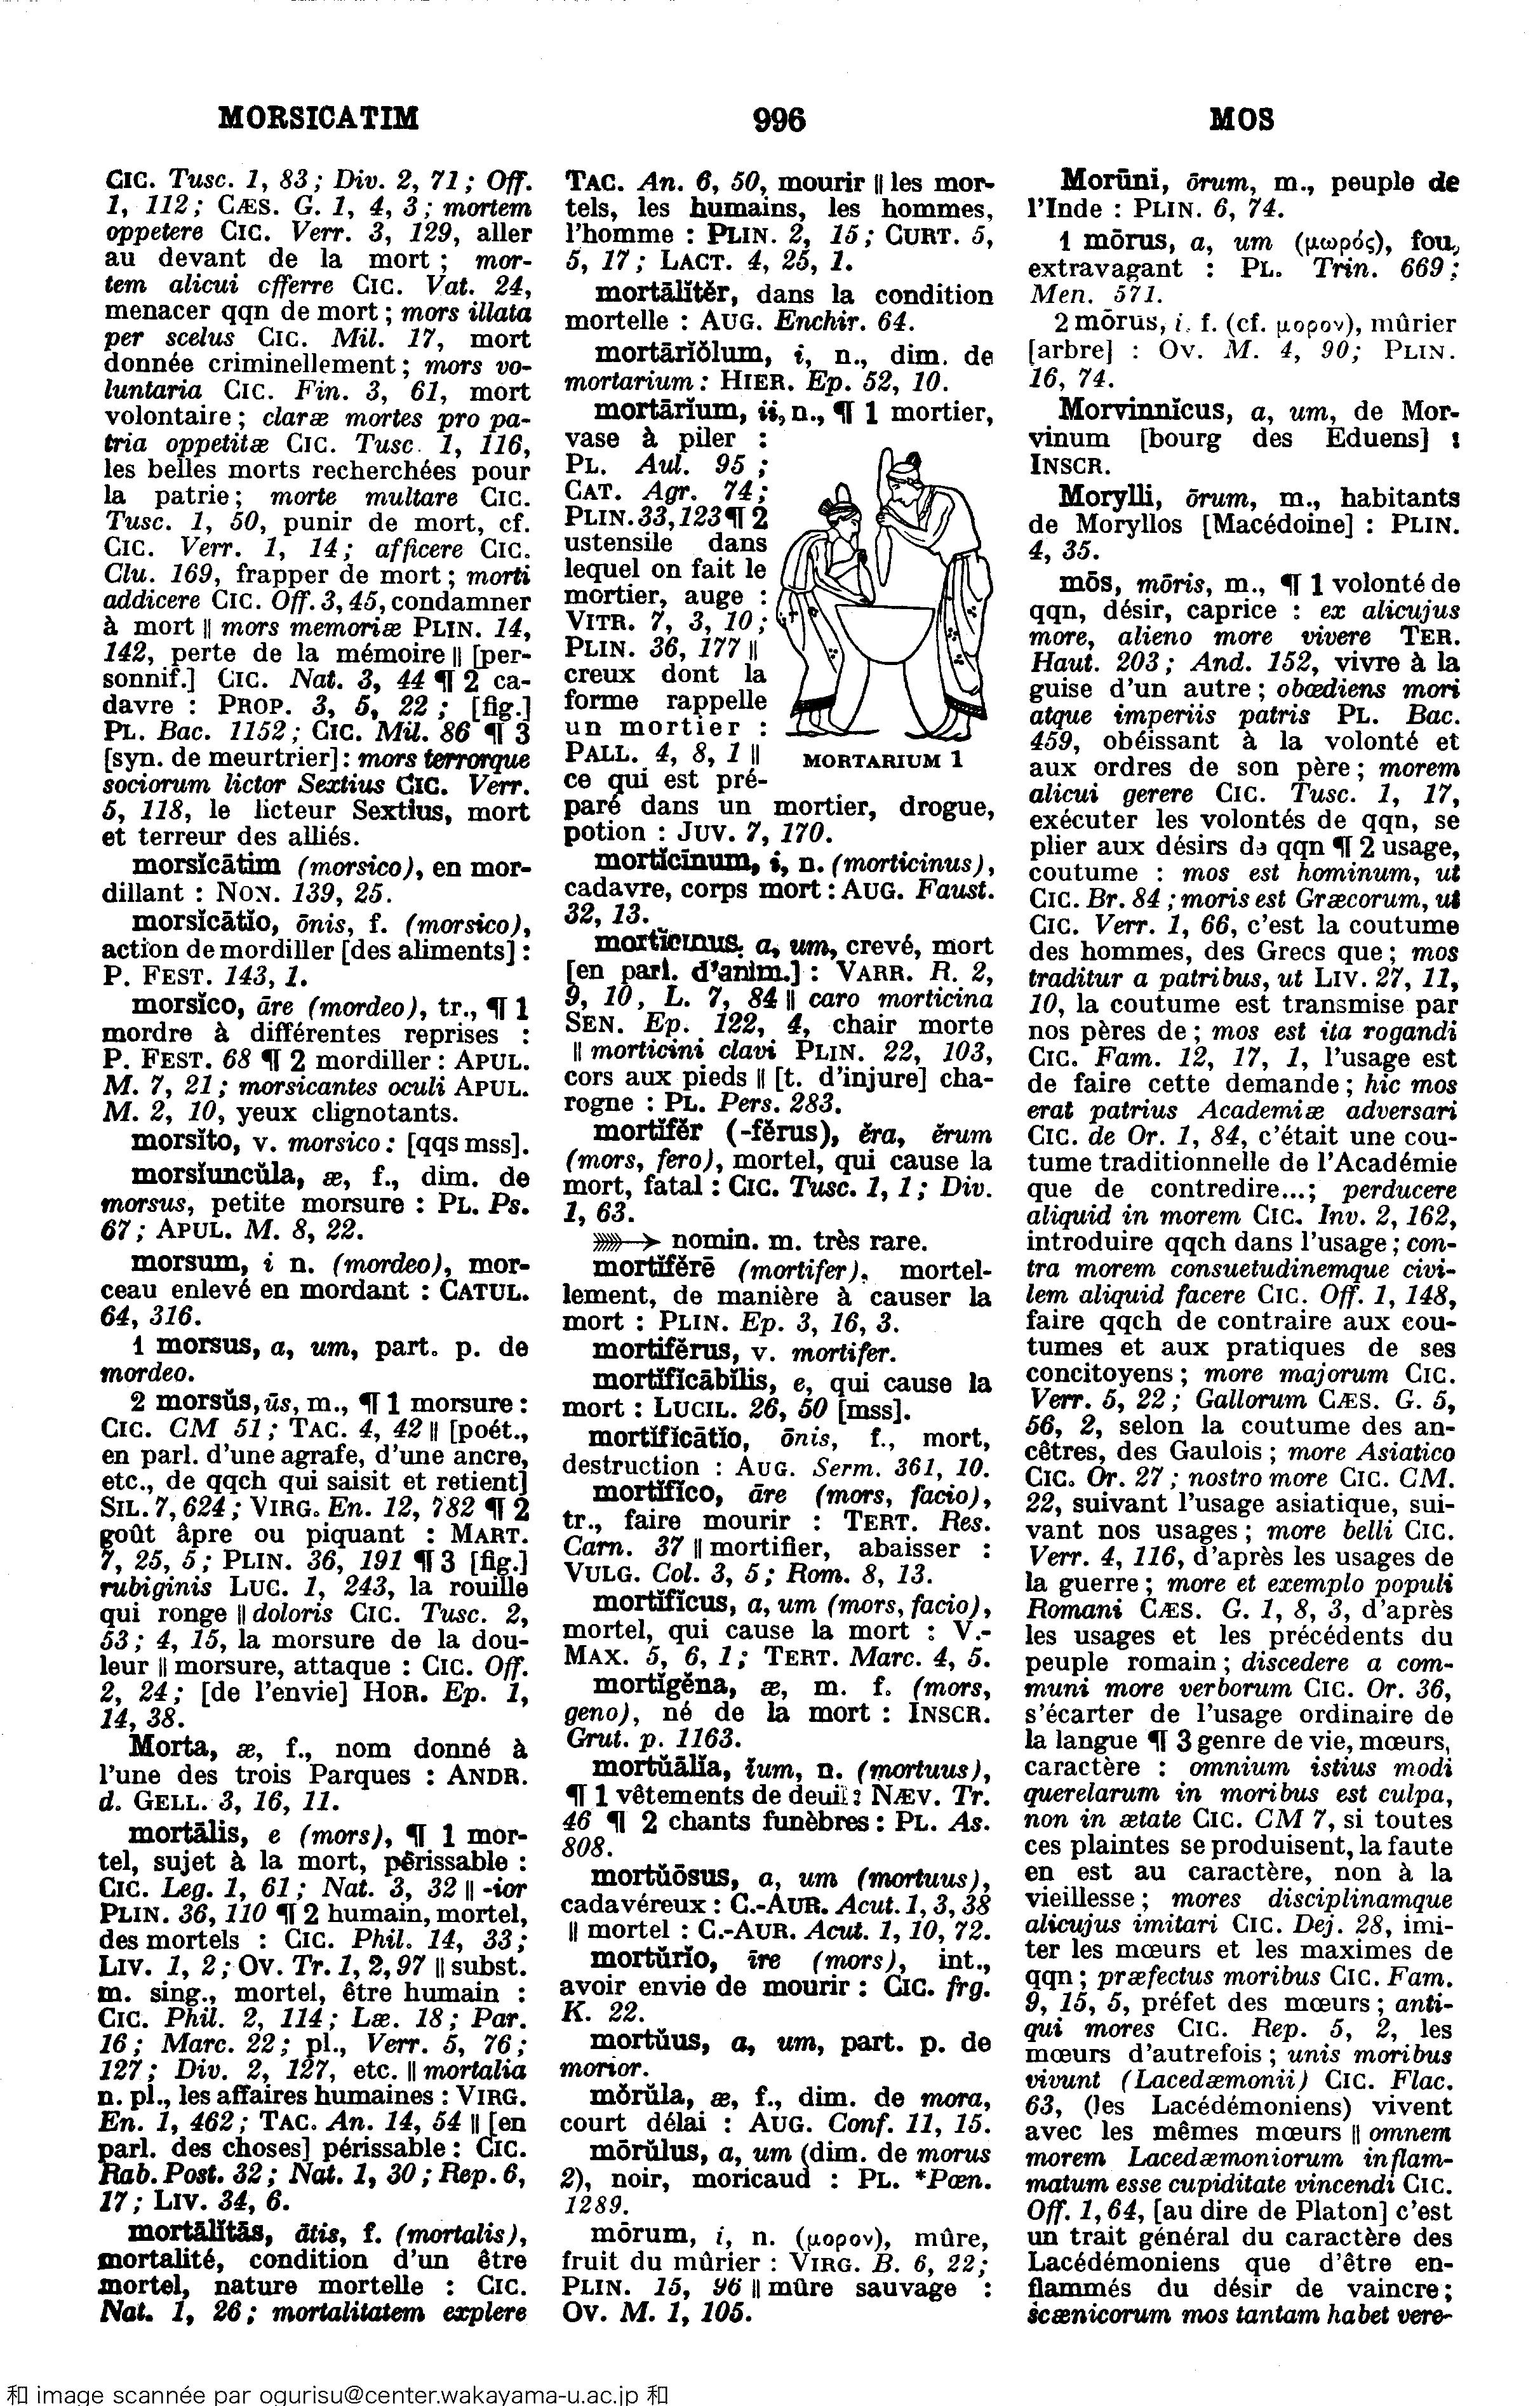 MORSICATIM
996
MOS
CIC. Tusc. 1, 83; Div. 2, 71; Off.
1, 112; CÆS. G. 1, 4, 3; mortem
oppetere CIC. Verr. 3, 129, aller
au devant de la mort; mor-
tem alicui offerre CIC. Vat. 24,
menacer qqn de mort; mors illata
per scelus CIC. Mil. 17, mort
donnée criminellement; mors vo-
luntaria CIC. Fin. 3, 61, mort
volontaire; claræ mortes pro pa-
tria oppetitæ CIC. Tusc. 1, 116,
les belles morts recherchées pour
la patrie; morte multare CIC.
Tusc. 1, 50, punir de mort, cf.
CIC. Verr. 1, 14; afficere CIC.
Clu. 169, frapper de mort; morti
addicere CIC. Off. 3, 45, condamner
à mort || mors memoriæ PLIN. 14,
142, perte de la mémoire || [per-
sonnif.] CIC. Nat. 3, 44 ¶ 2 ca-
davre : PROP. 3, 5, 22; [fig.]
PL. Bac. 1152; CIC. Mil. 86 ¶ 3
[syn. de meurtrier]: mors terrorque
sociorum lictor Sextius CIC. Verr.
5, 118, le licteur Sextius, mort
et terreur des alliés.
morsĭcātim (morsico), en mor-
dillant : NON. 139, 25.
morsĭcātĭo, ōnis, f. (morsico),
action de mordiller [des aliments] :
P. FEST. 143, 1.
morsĭco, āre (mordeo), tr., ¶ 1
mordre à différentes reprises :
P. FEST. 68 ¶ 2 mordiller : APUL.
M. 7, 21; morsicantes oculi APUL.
M. 2, 10, yeux clignotants.
morsĭto, v. morsico : [qqs mss].
morsĭuncŭla, æ, f., dim. de
morsus, petite morsure : PL. Ps.
67; APUL. M. 8, 22.
morsum, i n. (mordeo), mor-
ceau enlevé en mordant : CATUL.
64, 316.
1 morsus, a, um, part. p. de
mordeo.
2 morsŭs, ūs, m., ¶ 1 morsure :
CIC. CM 51; TAC. 4, 42 || [poét.,
en parl. d'une agrafe, d'une ancre,
etc., de qqch qui saisit et retient]
SIL. 7, 624; VIRG. En. 12, 782 ¶ 2
goût âpre ou piquant : MART.
7, 25, 5; PLIN. 36, 191 ¶ 3 [fig.]
rubiginis LUC. 1, 243, la rouille
qui ronge || doloris CIC. Tusc. 2,
53; 4, 15, la morsure de la dou-
leur || morsure, attaque : CIC. Off.
2, 24; [de l'envie] HOR. Ep. 1,
14, 38.
Morta, æ, f., nom donné à
l'une des trois Parques : ANDR.
d. GELL. 3, 16, 11.
mortālis, e (mors), ¶ 1 mor-
tel, sujet à la mort, périssable :
CIC. Leg. 1, 61; Nat. 3, 32 || -ior
PLIN. 36, 110 ¶ 2 humain, mortel,
des mortels : CIC. Phil. 14, 33;
LIV. 1, 2; OV. Tr. 1, 2, 97 || subst.
m. sing., mortel, être humain :
CIC. Phil. 2, 114; Læ. 18; Par.
16; Marc. 22; pl., Verr. 5, 76;
127; Div. 2, 127, etc. || mortalia
n. pl., les affaires humaines : VIRG.
En. 1, 462; TAC. An. 14, 54 || [en
parl. des choses] périssable : CIC.
Rab. Post. 32; Nat. 1, 30; Rep. 6,
17; LIV. 34, 6.
mortālĭtās, ātis, f. (mortalis),
mortalité, condition d'un être
mortel, nature mortelle : CIC.
Nat. 1, 26; mortalitatem explere
TAC. An. 6, 50, mourir || les mor-
tels, les humains, les hommes,
l'homme : PLIN. 2, 15; CURT. 5,
5, 17; LACT. 4, 25, 1.
mortālĭtĕr, dans la condition
mortelle : AUG. Enchir. 64.
mortārĭŏlum, i, n., dim. de
mortarium : HIER. Ep. 52, 10.
mortārĭum, ii, n., ¶ 1 mortier,
vase à piler :
PL. Aul. 95;
CAT. Agr. 74;
PLIN. 33, 123 ¶ 2
ustensile dans
lequel on fait le
mortier, auge :
VITR. 7, 3, 10;
PLIN. 36, 177 ||
creux dont la
forme rappelle
un mortier :
PALL. 4, 8, 1 ||
ce qui est pré-
MORTARIUM 1
paré dans un mortier, drogue,
potion : JUV. 7, 170.
mortĭcīnum, i, n. (morticinus),
cadavre, corps mort : AUG. Faust.
32, 13.
mortĭcīnus, a, um, crevé, mort
[en parl. d'anim.] : VARR. R. 2,
9, 10, L. 7, 84 || caro morticina
SEN. Ep. 122, 4, chair morte
|| morticini clavi PLIN. 22, 103,
cors aux pieds || [t. d'injure] cha-
rogne : PL. Pers. 283.
mortĭfĕr (-fĕrus), ĕra, ĕrum
(mors, fero), mortel, qui cause la
mort, fatal : CIC. Tusc. 1, 1; Div.
1, 63.
nomin. m. très rare.
mortĭfĕrē (mortifer), mortel-
lement, de manière à causer la
mort : PLIN. Ep. 3, 16, 3.
mortĭfĕrus, v. mortifer.
mortĭfĭcābĭlis, e, qui cause la
mort : LUCIL. 26, 50 [mss].
mortĭfĭcātĭo, ōnis, f., mort,
destruction : AUG. Serm. 361, 10.
mortĭfĭco, āre (mors, facio),
tr., faire mourir : TERT. Res.
Carn. 37 || mortifier, abaisser :
VULG. Col. 3, 5; Rom. 8, 13.
mortĭfĭcus, a, um (mors, facio),
mortel, qui cause la mort : V.-
MAX. 5, 6, 1; TERT. Marc. 4, 5.
mortĭgĕna, æ, m. f. (mors,
geno), né de la mort : INSCR.
Grut. p. 1163.
mortŭālĭa, ĭum, n. (mortuus),
¶ 1 vêtements de deuil : NÆV. Tr.
46 ¶ 2 chants funèbres : PL. As.
808.
mortŭōsus, a, um (mortuus),
cadavéreux : C.-AUR. Acut. 1, 3, 38
|| mortel : C.-AUR. Acut. 1, 10, 72.
mortŭrĭo, īre (mors), int.,
avoir envie de mourir : CIC. frg.
K. 22.
mortŭus, a, um, part. p. de
morior.
mŏrŭla, æ, f., dim. de mora,
court délai : AUG. Conf. 11, 15.
mōrŭlus, a, um (dim. de morus
2), noir, moricaud : PL. *Pœn.
1289.
mōrum, i, n. (μορον), mûre,
fruit du mûrier : VIRG. B. 6, 22;
PLIN. 15, 96 || mûre sauvage :
OV. M. 1, 105.
Morūni, ōrum, m., peuple de
l'Inde : PLIN. 6, 74.
1 mōrus, a, um (μωρός), fou,
extravagant : PL. Trin. 669;
Men. 571.
2 mōrus, i, f. (cf. μορον), mûrier
[arbre] : OV. M. 4, 90; PLIN.
16, 74.
Morvinnĭcus, a, um, de Mor-
vinum [bourg des Eduens] :
INSCR.
Morylli, ōrum, m., habitants
de Moryllos [Macédoine] : PLIN.
4, 35.
mōs, mōris, m., ¶ 1 volonté de
qqn, désir, caprice : ex alicujus
more, alieno more vivere TER.
Haut. 203; And. 152, vivre à la
guise d'un autre; obœdiens mori
atque imperiis patris PL. Bac.
459, obéissant à la volonté et
aux ordres de son père; morem
alicui gerere CIC. Tusc. 1, 17,
exécuter les volontés de qqn, se
plier aux désirs de qqn ¶ 2 usage,
coutume : mos est hominum, ut
CIC. Br. 84; moris est Græcorum, ut
CIC. Verr. 1, 66, c'est la coutume
des hommes, des Grecs que; mos
traditur a patribus, ut LIV. 27, 11,
10, la coutume est transmise par
nos pères de; mos est ita rogandi
CIC. Fam. 12, 17, 1, l'usage est
de faire cette demande; hic mos
erat patrius Academiæ adversari
CIC. de Or. 1, 84, c'était une cou-
tume traditionnelle de l'Académie
que de contredire...; perducere
aliquid in morem CIC. Inv. 2, 162,
introduire qqch dans l'usage; con-
tra morem consuetudinemque civi-
lem aliquid facere CIC. Off. 1, 148,
faire qqch de contraire aux cou-
tumes et aux pratiques de ses
concitoyens; more majorum CIC.
Verr. 5, 22; Gallorum CÆS. G. 5,
56, 2, selon la coutume des an-
cêtres, des Gaulois; more Asiatico
CIC. Or. 27; nostro more CIC. CM.
22, suivant l'usage asiatique, sui-
vant nos usages; more belli CIC.
Verr. 4, 116, d'après les usages de
la guerre; more et exemplo populi
Romani CÆS. G. 1, 8, 3, d'après
les usages et les précédents du
peuple romain; discedere a com-
muni more verborum CIC. Or. 36,
s'écarter de l'usage ordinaire de
la langue ¶ 3 genre de vie, mœurs,
caractère : omnium istius modi
querelarum in moribus est culpa,
non in ætate CIC. CM 7, si toutes
ces plaintes se produisent, la faute
en est au caractère, non à la
vieillesse; mores disciplinamque
alicujus imitari CIC. Dej. 28, imi-
ter les mœurs et les maximes de
qqn; præfectus moribus CIC. Fam.
9, 15, 5, préfet des mœurs; anti-
qui mores CIC. Rep. 5, 2, les
mœurs d'autrefois; unis moribus
vivunt (Lacedæmonii) CIC. Flac.
63, (les Lacédémoniens) vivent
avec les mêmes mœurs || omnem
morem Lacedæmoniorum inflam-
matum esse cupiditate vincendi CIC.
Off. 1, 64, [au dire de Platon] c'est
un trait général du caractère des
Lacédémoniens que d'être en-
flammés du désir de vaincre;
scænicorum mos tantam habet vere-
和 image scannée par ogurisu@center.wakayama-u.ac.jp 和